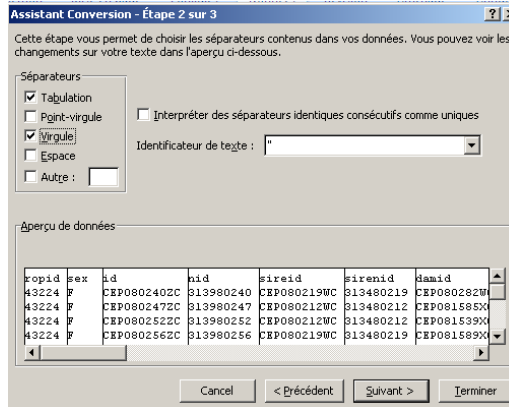 Assistant Conversion - Étape 2 sur 3
Cette étape vous permet de choisir les séparateurs contenus dans vos données. Vous pouvez voir les
changements sur votre texte dans l'aperçu ci-dessous.
Séparateurs
Tabulation
Point-virgule
Virgule
Espace
Autre :
Interpréter des séparateurs identiques consécutifs comme uniques
Identificateur de texte : "
Aperçu de données
ropid sex id nid sireid sirenid damid
43224 F CEP080240ZC 313980240 CEP080219WC 313480219 CEP080282W
43224 F CEP080247ZC 313980247 CEP080212WC 313480212 CEP081585X
43224 F CEP080252ZC 313980252 CEP080212WC 313480212 CEP081539X
43224 F CEP080256ZC 313980256 CEP080219WC 313480219 CEP081589X
Cancel < Précédent Suivant > Terminer